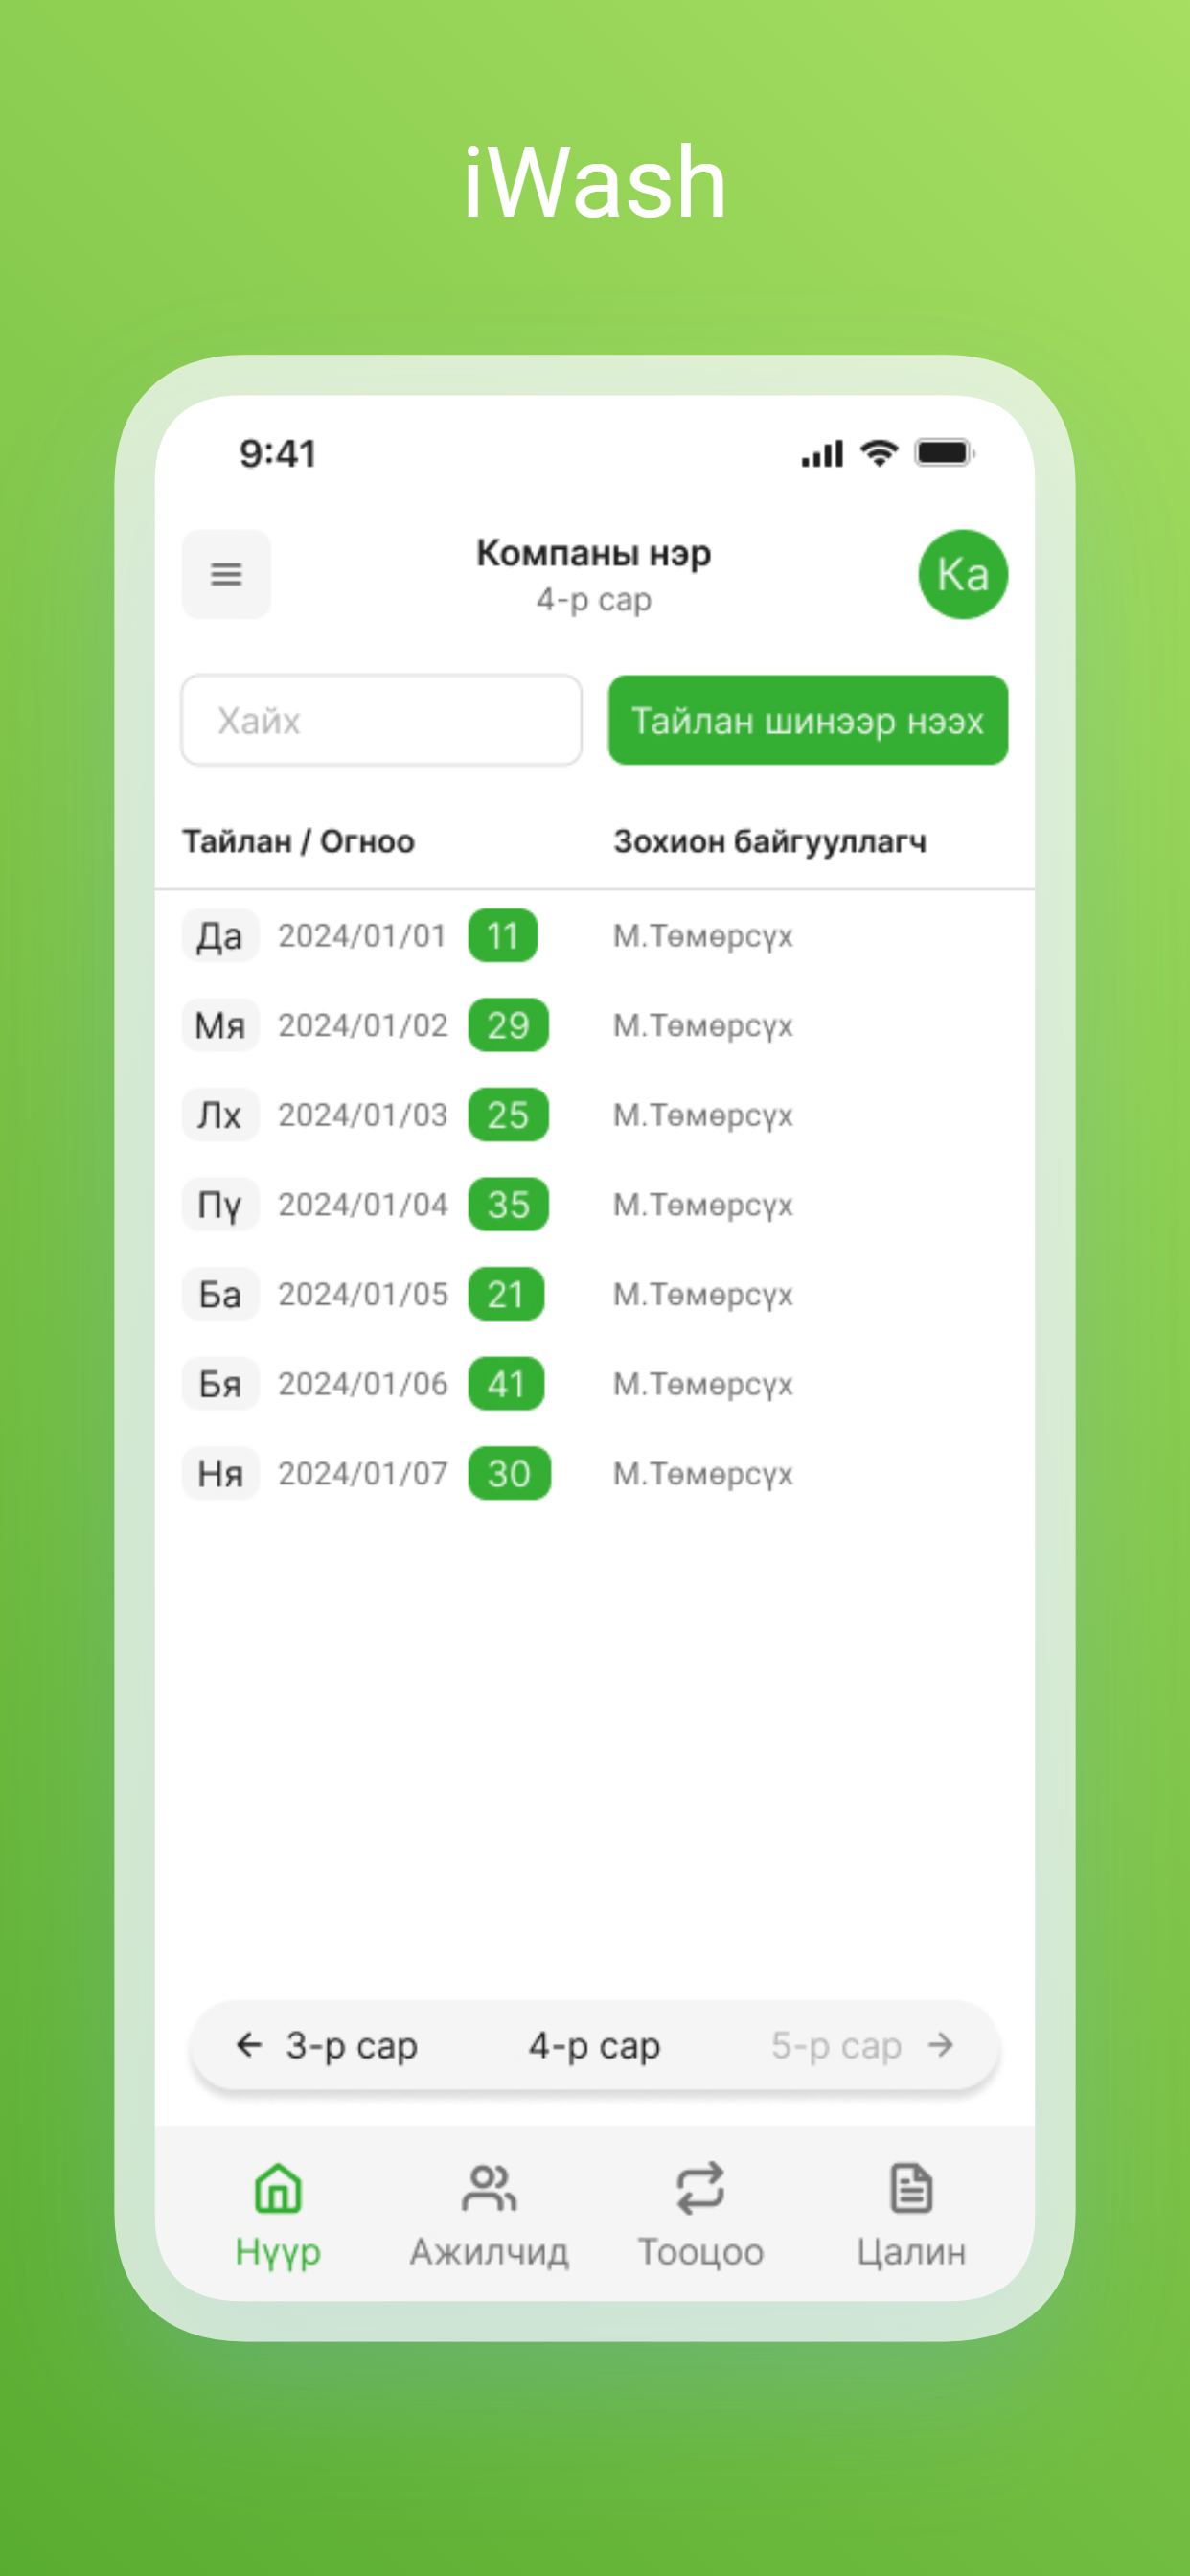 iWash
9:41
Компаны нэр
4-р сар
Ка
Хайх
Тайлан шинээр нээх
Тайлан / Огноо Зохион байгууллагч
Да 2024/01/01 11 М.Төмөрсүх
Мя 2024/01/02 29 М.Төмөрсүх
Лх 2024/01/03 25 М.Төмөрсүх
Пү 2024/01/04 35 М.Төмөрсүх
Ба 2024/01/05 21 М.Төмөрсүх
Бя 2024/01/06 41 М.Төмөрсүх
Ня 2024/01/07 30 М.Төмөрсүх
← 3-р сар 4-р сар 5-р сар →
Нүүр Ажилчид Тооцоо Цалин